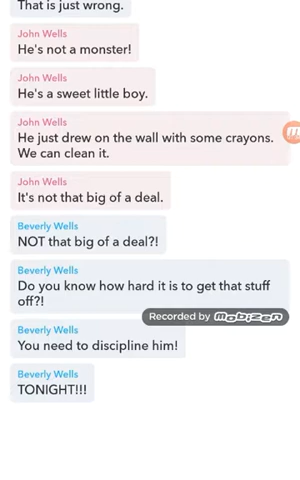 That is just wrong.
John Wells
He's not a monster!
John Wells
He's a sweet little boy.
John Wells
He just drew on the wall with some crayons.
We can clean it.
John Wells
It's not that big of a deal.
Beverly Wells
NOT that big of a deal?!
Beverly Wells
Do you know how hard it is to get that stuff
off?!
Recorded by mobizen
Beverly Wells
You need to discipline him!
Beverly Wells
TONIGHT!!!